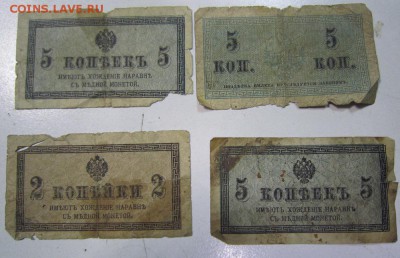 COINS.LAVE.RU
5 КОПѢЕКЪ 5
ИМѢЮТЪ ХОЖДЕНІЕ НАРАВНѢ
СЪ МѢДНОЙ МОНЕТОЙ.
5 5
КОП. КОП.
2 КОПѢЙКИ 2
ИМѢЮТЪ ХОЖДЕНІЕ НАРАВНѢ
СЪ МѢДНОЙ МОНЕТОЙ.
5 КОПѢЕКЪ 5
ИМѢЮТЪ ХОЖДЕНІЕ НАРАВНѢ
СЪ МѢДНОЙ МОНЕТОЙ.